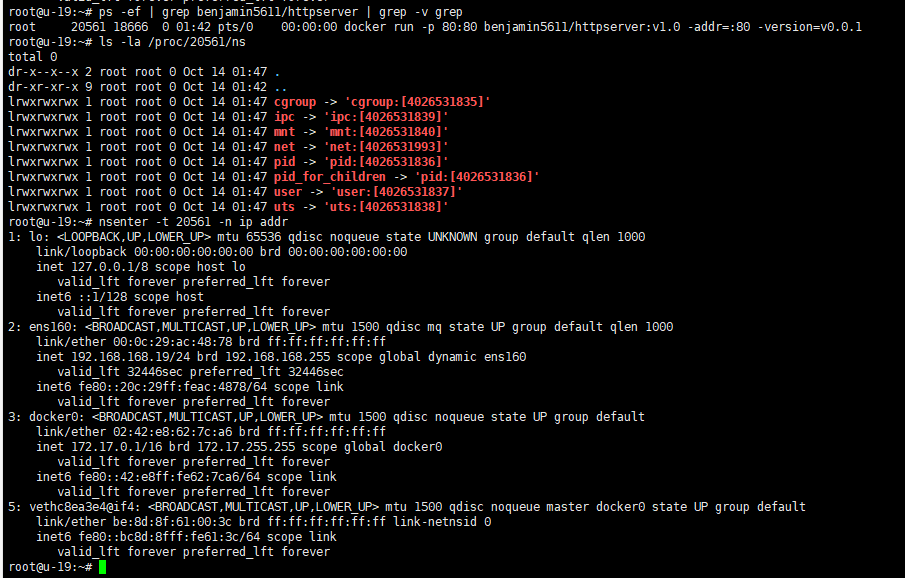 root@u-19:~# ps -ef | grep benjamin5611/httpserver | grep -v grep
root     20561 18666  0 01:42 pts/0    00:00:00 docker run -p 80:80 benjamin5611/httpserver:v1.0 -addr=:80 -version=v0.0.1
root@u-19:~# ls -la /proc/20561/ns
total 0
dr-x--x--x 2 root root 0 Oct 14 01:47 .
dr-xr-xr-x 9 root root 0 Oct 14 01:42 ..
lrwxrwxrwx 1 root root 0 Oct 14 01:47 cgroup -> 'cgroup:[4026531835]'
lrwxrwxrwx 1 root root 0 Oct 14 01:47 ipc -> 'ipc:[4026531839]'
lrwxrwxrwx 1 root root 0 Oct 14 01:47 mnt -> 'mnt:[4026531840]'
lrwxrwxrwx 1 root root 0 Oct 14 01:47 net -> 'net:[4026531993]'
lrwxrwxrwx 1 root root 0 Oct 14 01:47 pid -> 'pid:[4026531836]'
lrwxrwxrwx 1 root root 0 Oct 14 01:47 pid_for_children -> 'pid:[4026531836]'
lrwxrwxrwx 1 root root 0 Oct 14 01:47 user -> 'user:[4026531837]'
lrwxrwxrwx 1 root root 0 Oct 14 01:47 uts -> 'uts:[4026531838]'
root@u-19:~# nsenter -t 20561 -n ip addr
1: lo: <LOOPBACK,UP,LOWER_UP> mtu 65536 qdisc noqueue state UNKNOWN group default qlen 1000
    link/loopback 00:00:00:00:00:00 brd 00:00:00:00:00:00
    inet 127.0.0.1/8 scope host lo
       valid_lft forever preferred_lft forever
    inet6 ::1/128 scope host
       valid_lft forever preferred_lft forever
2: ens160: <BROADCAST,MULTICAST,UP,LOWER_UP> mtu 1500 qdisc mq state UP group default qlen 1000
    link/ether 00:0c:29:ac:48:78 brd ff:ff:ff:ff:ff:ff
    inet 192.168.168.19/24 brd 192.168.168.255 scope global dynamic ens160
       valid_lft 32446sec preferred_lft 32446sec
    inet6 fe80::20c:29ff:feac:4878/64 scope link
       valid_lft forever preferred_lft forever
3: docker0: <BROADCAST,MULTICAST,UP,LOWER_UP> mtu 1500 qdisc noqueue state UP group default
    link/ether 02:42:e8:62:7c:a6 brd ff:ff:ff:ff:ff:ff
    inet 172.17.0.1/16 brd 172.17.255.255 scope global docker0
       valid_lft forever preferred_lft forever
    inet6 fe80::42:e8ff:fe62:7ca6/64 scope link
       valid_lft forever preferred_lft forever
5: vethc8ea3e4@if4: <BROADCAST,MULTICAST,UP,LOWER_UP> mtu 1500 qdisc noqueue master docker0 state UP group default
    link/ether be:8d:8f:61:00:3c brd ff:ff:ff:ff:ff:ff link-netnsid 0
    inet6 fe80::bc8d:8fff:fe61:3c/64 scope link
       valid_lft forever preferred_lft forever
root@u-19:~#